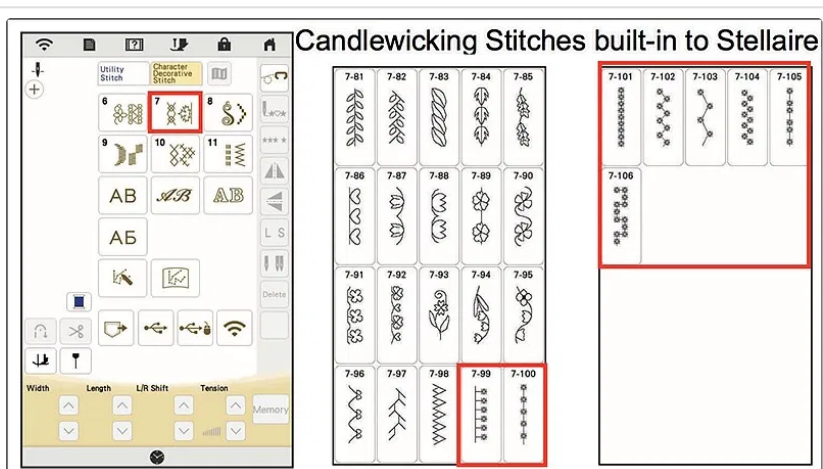 Candlewicking Stitches built-in to Stellaire
Utility
Stitch
Character
Decorative
Stitch
6 7 8
9 10 11
AB AB AB
АБ
L S
Delete
Width Length L/R Shift Tension
Memory
7-81 7-82 7-83 7-84 7-85
7-86 7-87 7-88 7-89 7-90
7-91 7-92 7-93 7-94 7-95
7-96 7-97 7-98 7-99 7-100
7-101 7-102 7-103 7-104 7-105
7-106